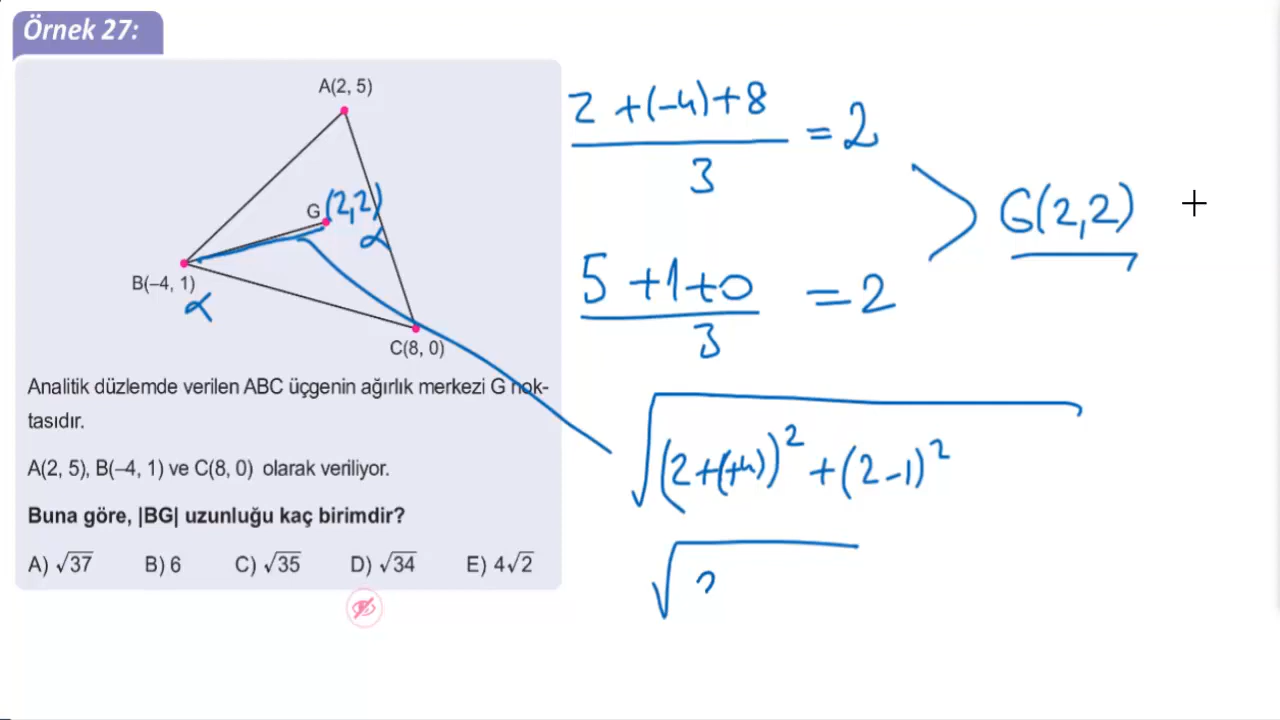 Örnek 27:
A(2, 5)
G (2,2)
α
B(–4, 1)
α
C(8, 0)
Analitik düzlemde verilen ABC üçgenin ağırlık merkezi G nok-
tasıdır.
A(2, 5), B(–4, 1) ve C(8, 0) olarak veriliyor.
Buna göre, |BG| uzunluğu kaç birimdir?
A) √37 B) 6 C) √35 D) √34 E) 4√2
2 +(-4)+8
3
= 2
5 +1+0
3
= 2
G(2,2)
√(2+(+4))² + (2-1)²
√